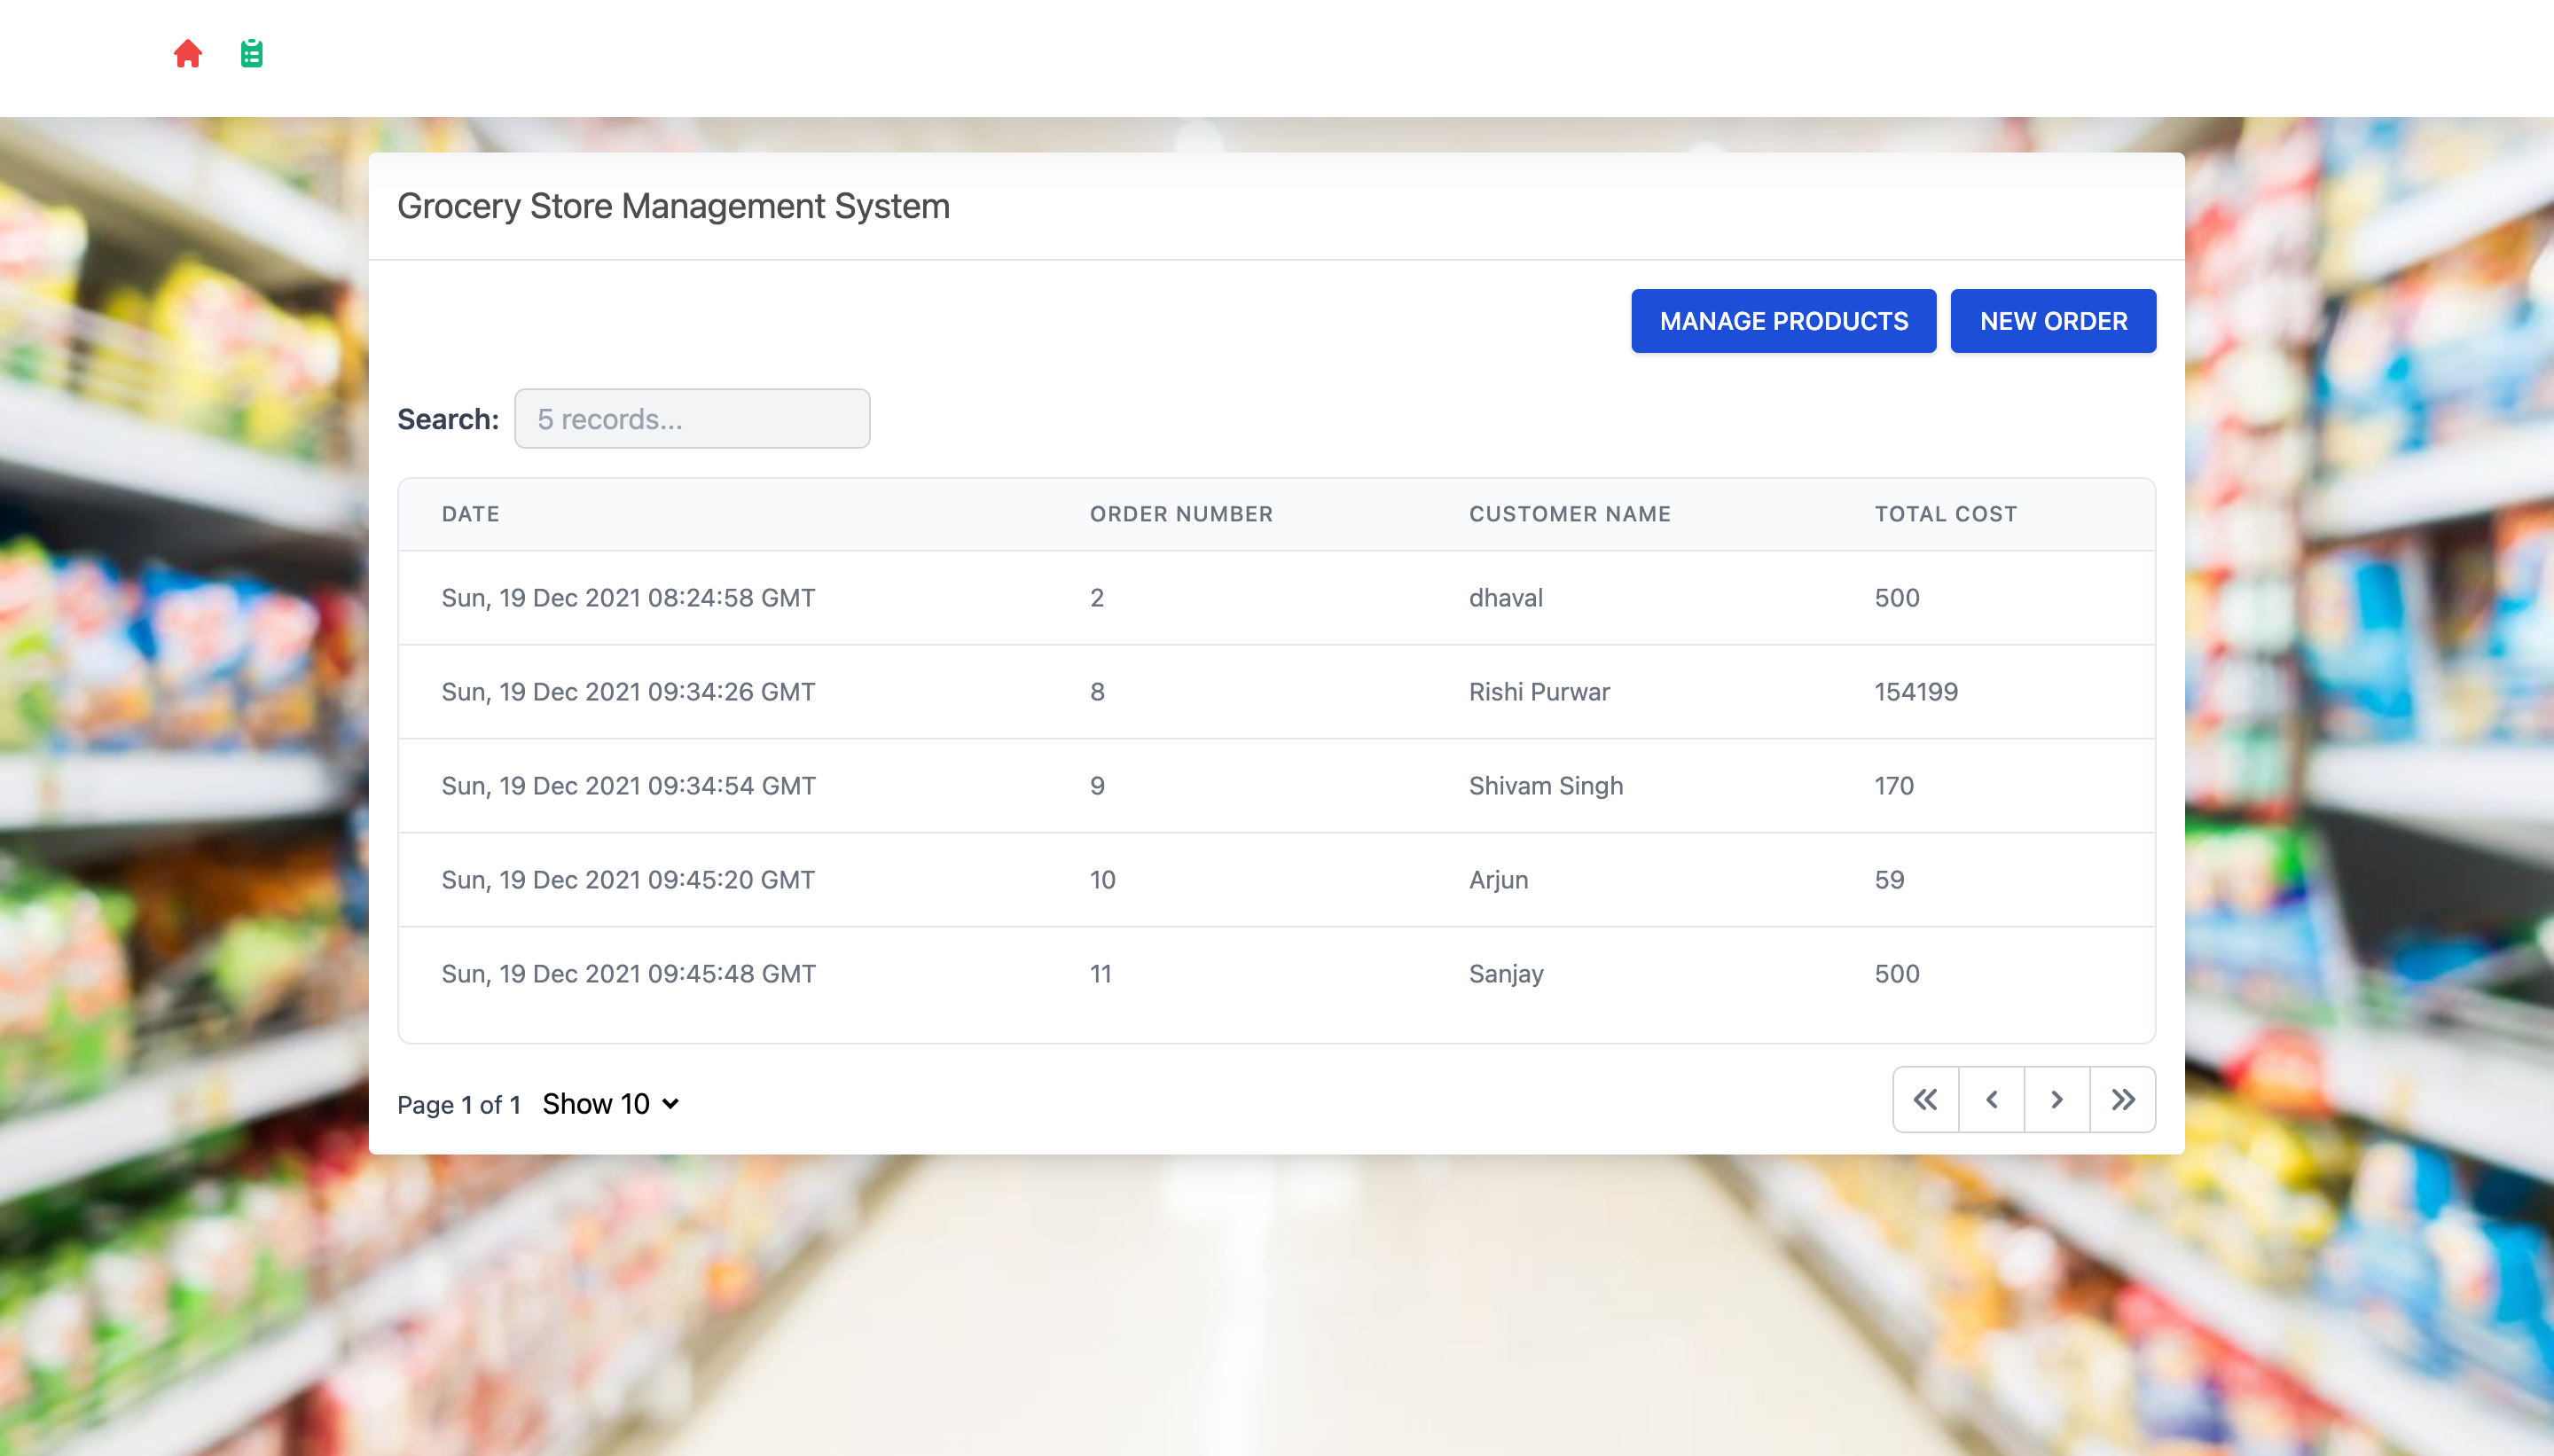 Grocery Store Management System
MANAGE PRODUCTS NEW ORDER
Search: 5 records...
DATE ORDER NUMBER CUSTOMER NAME TOTAL COST
Sun, 19 Dec 2021 08:24:58 GMT 2 dhaval 500
Sun, 19 Dec 2021 09:34:26 GMT 8 Rishi Purwar 154199
Sun, 19 Dec 2021 09:34:54 GMT 9 Shivam Singh 170
Sun, 19 Dec 2021 09:45:20 GMT 10 Arjun 59
Sun, 19 Dec 2021 09:45:48 GMT 11 Sanjay 500
Page 1 of 1 Show 10